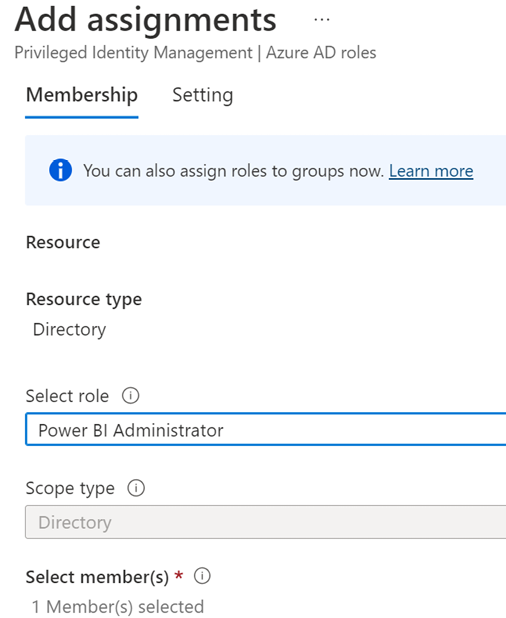 Add assignments ...
Privileged Identity Management | Azure AD roles
Membership Setting
You can also assign roles to groups now. Learn more
Resource
Resource type
Directory
Select role
Power BI Administrator
Scope type
Directory
Select member(s) *
1 Member(s) selected